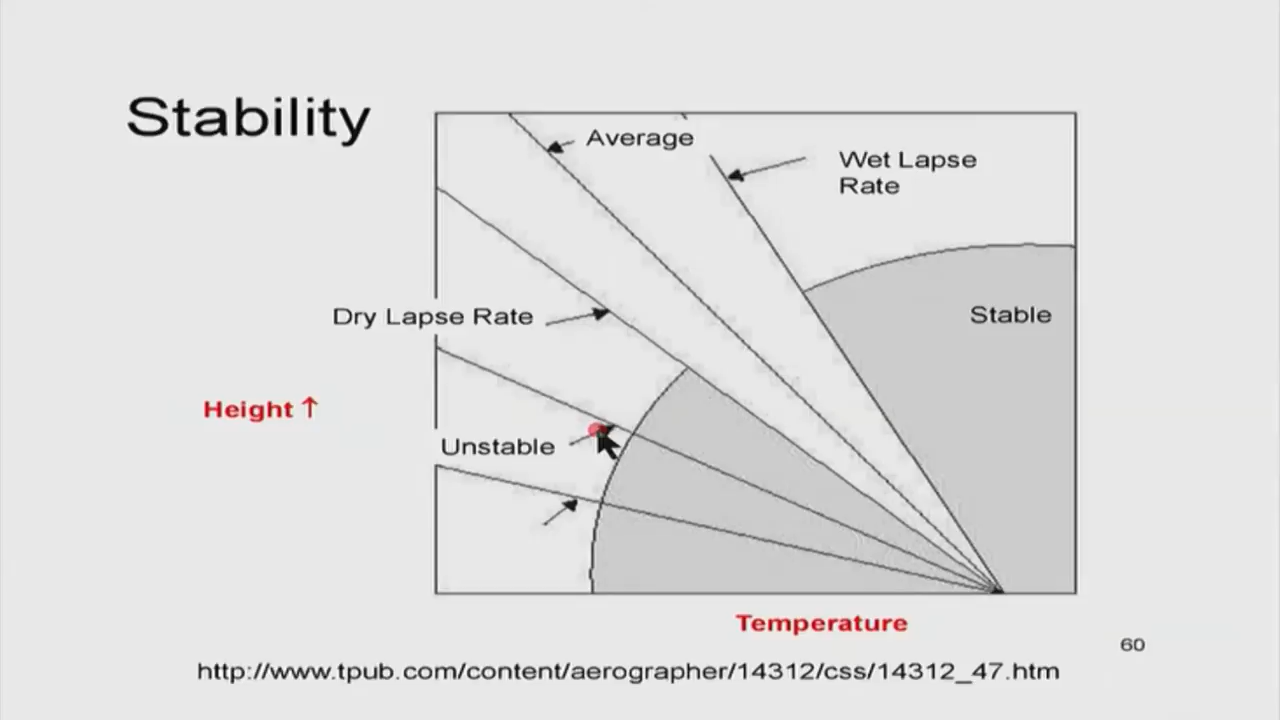 Stability
Average
Wet Lapse
Rate
Dry Lapse Rate
Stable
Height ↑
Unstable
Temperature
60
http://www.tpub.com/content/aerographer/14312/css/14312_47.htm